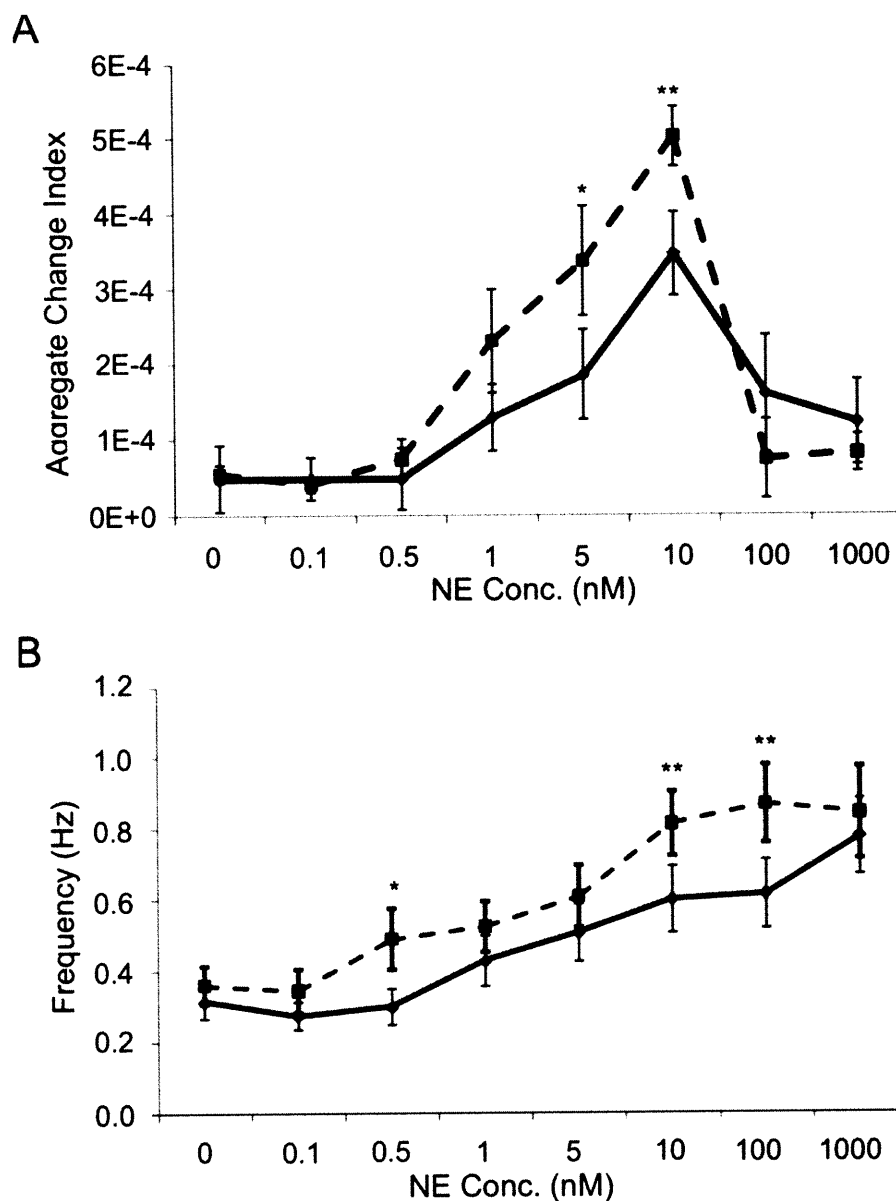 A
6E-4
5E-4
4E-4
3E-4
2E-4
1E-4
0E+0
Aggregate Change Index
*
**
0 0.1 0.5 1 5 10 100 1000
NE Conc. (nM)
B
1.2
1.0
0.8
0.6
0.4
0.2
0.0
Frequency (Hz)
*
**
**
0 0.1 0.5 1 5 10 100 1000
NE Conc. (nM)